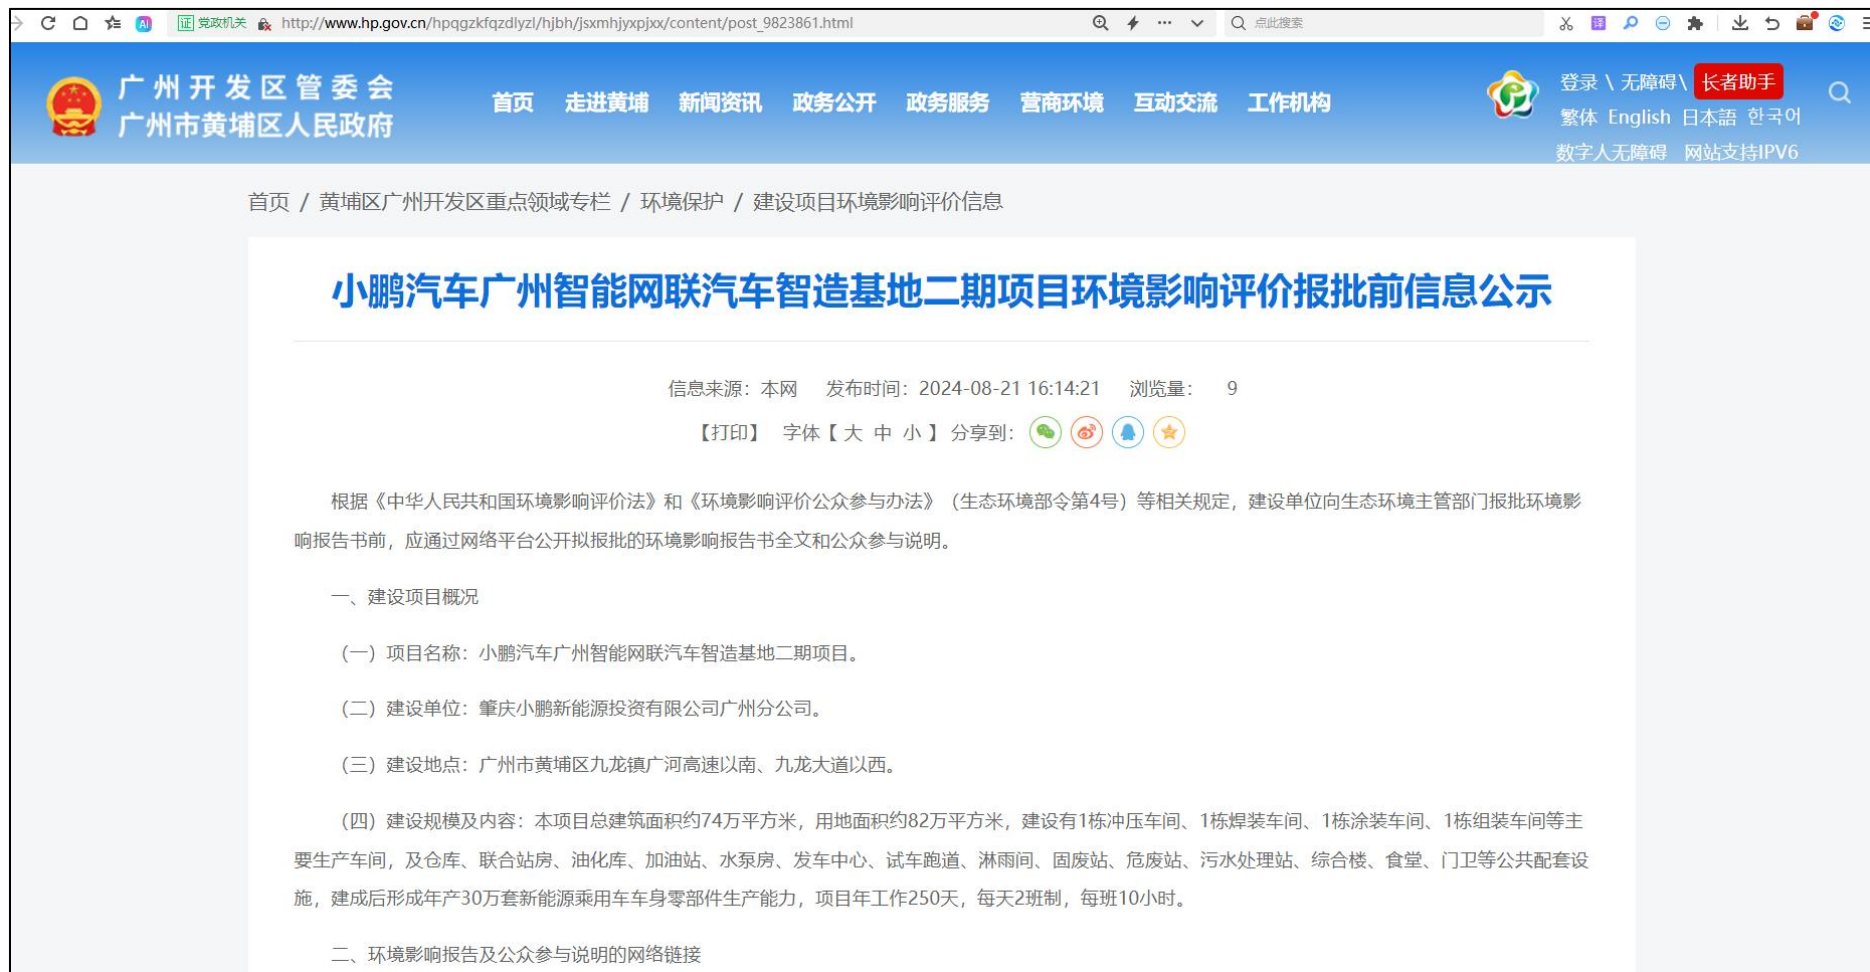 证 党政机关 http://www.hp.gov.cn/hpqgzkfqzdlyzl/hjbh/jsxmhjyxpjxx/content/post_9823861.html 点此搜索
广州开发区管委会
广州市黄埔区人民政府
首页 走进黄埔 新闻资讯 政务公开 政务服务 营商环境 互动交流 工作机构
登录 \ 无障碍\ 长者助手
繁体 English 日本語 한국어
数字人无障碍 网站支持IPV6
首页 / 黄埔区广州开发区重点领域专栏 / 环境保护 / 建设项目环境影响评价信息
小鹏汽车广州智能网联汽车智造基地二期项目环境影响评价报批前信息公示
信息来源：本网 发布时间：2024-08-21 16:14:21 浏览量： 9
【打印】 字体【 大 中 小 】 分享到：
根据《中华人民共和国环境影响评价法》和《环境影响评价公众参与办法》（生态环境部令第4号）等相关规定，建设单位向生态环境主管部门报批环境影
响报告书前，应通过网络平台公开拟报批的环境影响报告书全文和公众参与说明。
一、建设项目概况
（一）项目名称：小鹏汽车广州智能网联汽车智造基地二期项目。
（二）建设单位：肇庆小鹏新能源投资有限公司广州分公司。
（三）建设地点：广州市黄埔区九龙镇广河高速以南、九龙大道以西。
（四）建设规模及内容：本项目总建筑面积约74万平方米，用地面积约82万平方米，建设有1栋冲压车间、1栋焊装车间、1栋涂装车间、1栋组装车间等主
要生产车间，及仓库、联合站房、油化库、加油站、水泵房、发车中心、试车跑道、淋雨间、固废站、危废站、污水处理站、综合楼、食堂、门卫等公共配套设
施，建成后形成年产30万套新能源乘用车车身零部件生产能力，项目年工作250天，每天2班制，每班10小时。
二、环境影响报告及公众参与说明的网络链接